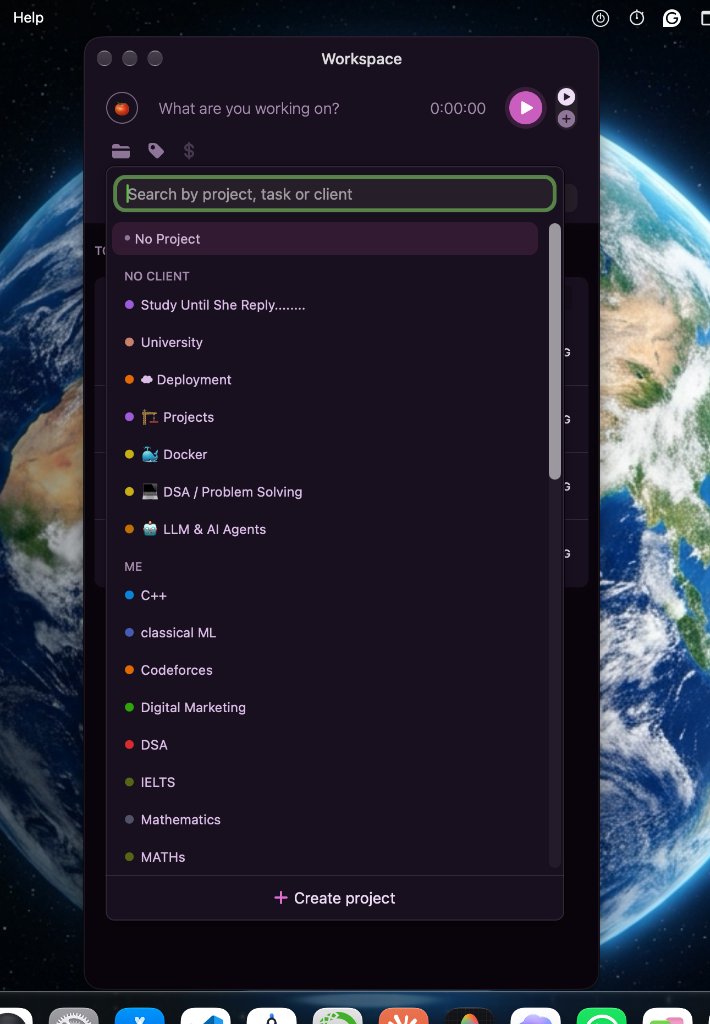 Help
Workspace
What are you working on?
0:00:00
$
Search by project, task or client
No Project
NO CLIENT
Study Until She Reply........
University
Deployment
Projects
Docker
DSA / Problem Solving
LLM & AI Agents
ME
C++
classical ML
Codeforces
Digital Marketing
DSA
IELTS
Mathematics
MATHs
+ Create project